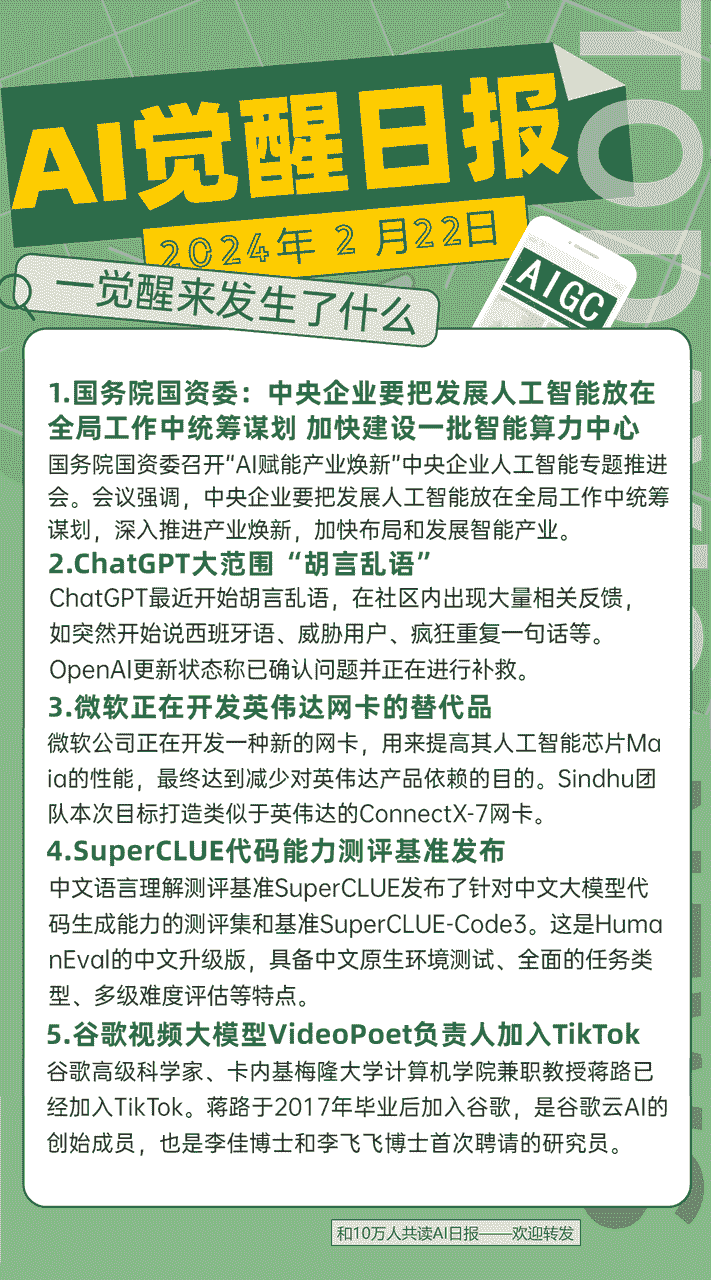 AI觉醒日报
2024年 2 月22日
一觉醒来发生了什么
AIGC
1.国务院国资委：中央企业要把发展人工智能放在
全局工作中统筹谋划 加快建设一批智能算力中心
国务院国资委召开“AI赋能产业焕新”中央企业人工智能专题推进
会。会议强调，中央企业要把发展人工智能放在全局工作中统筹
谋划，深入推进产业焕新，加快布局和发展智能产业。
2.ChatGPT大范围“胡言乱语”
ChatGPT最近开始胡言乱语，在社区内出现大量相关反馈，
如突然开始说西班牙语、威胁用户、疯狂重复一句话等。
OpenAI更新状态称已确认问题并正在进行补救。
3.微软正在开发英伟达网卡的替代品
微软公司正在开发一种新的网卡，用来提高其人工智能芯片Ma
ia的性能，最终达到减少对英伟达产品依赖的目的。Sindhu团
队本次目标打造类似于英伟达的ConnectX-7网卡。
4.SuperCLUE代码能力测评基准发布
中文语言理解测评基准SuperCLUE发布了针对中文大模型代
码生成能力的测评集和基准SuperCLUE-Code3。这是Huma
nEval的中文升级版，具备中文原生环境测试、全面的任务类
型、多级难度评估等特点。
5.谷歌视频大模型VideoPoet负责人加入TikTok
谷歌高级科学家、卡内基梅隆大学计算机学院兼职教授蒋路已
经加入TikTok。蒋路于2017年毕业后加入谷歌，是谷歌云AI的
创始成员，也是李佳博士和李飞飞博士首次聘请的研究员。
和10万人共读AI日报——欢迎转发